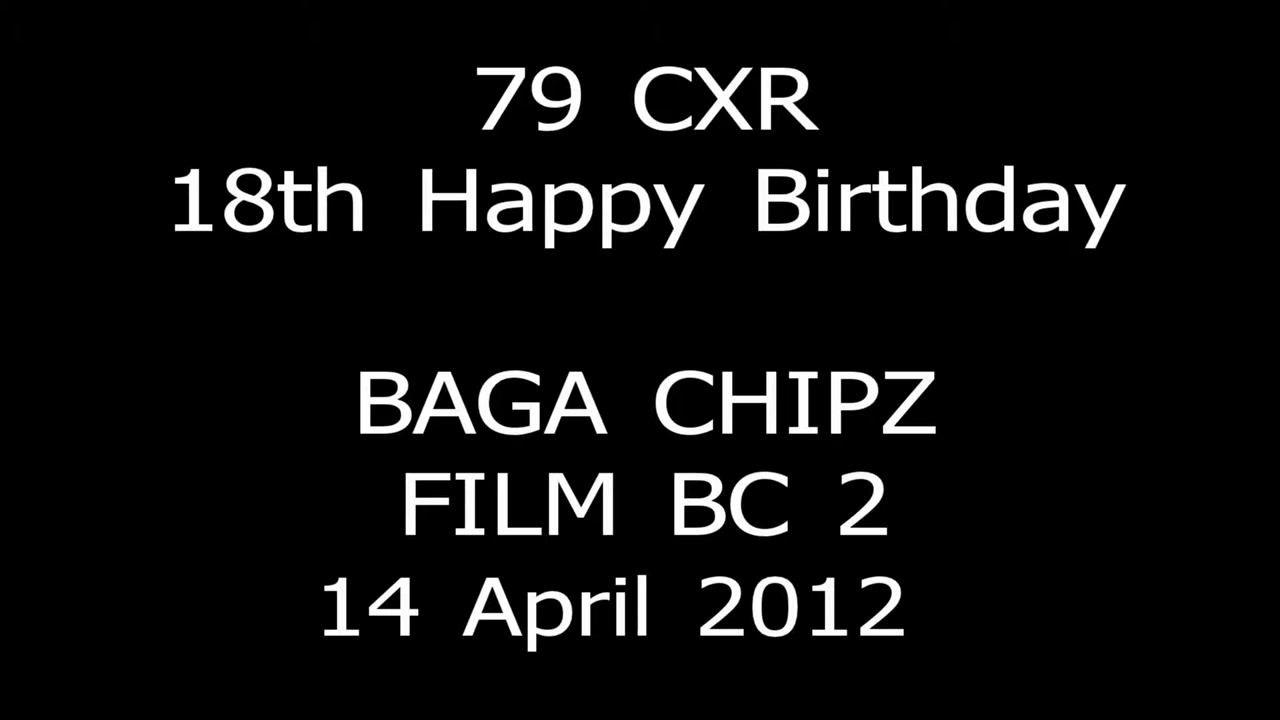 79 CXR
18th Happy Birthday
BAGA CHIPZ
FILM BC 2
14 April 2012